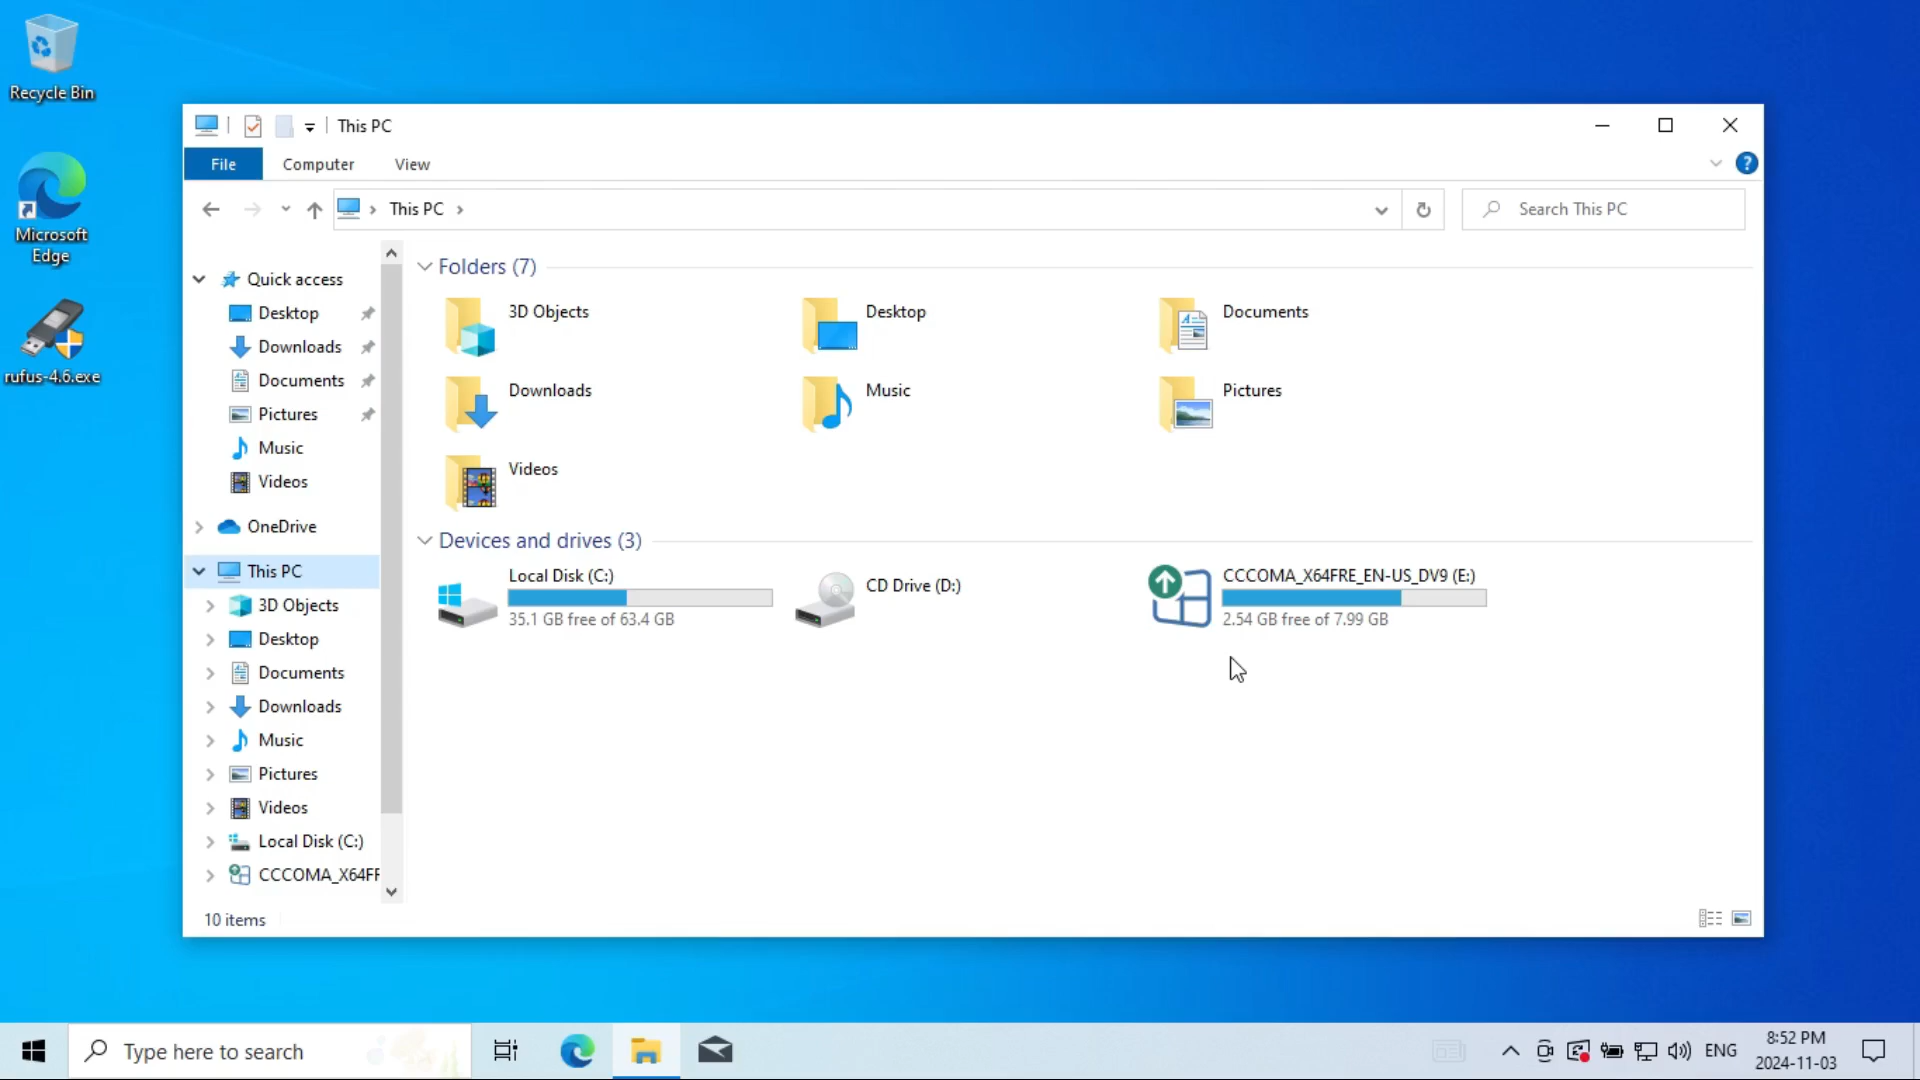 Recycle Bin
Microsoft
Edge
rufus-4.6.exe
This PC
File
Computer
View
?
This PC
Search This PC
Quick access
Desktop
Downloads
Documents
Pictures
Music
Videos
OneDrive
This PC
3D Objects
Desktop
Documents
Downloads
Music
Pictures
Videos
Local Disk (C:)
CCCOMA_X64FR
Folders (7)
3D Objects
Desktop
Documents
Downloads
Music
Pictures
Videos
Devices and drives (3)
Local Disk (C:)
35.1 GB free of 63.4 GB
CD Drive (D:)
CCCOMA_X64FRE_EN-US_DV9 (E:)
2.54 GB free of 7.99 GB
10 items
Type here to search
ENG
8:52 PM
2024-11-03